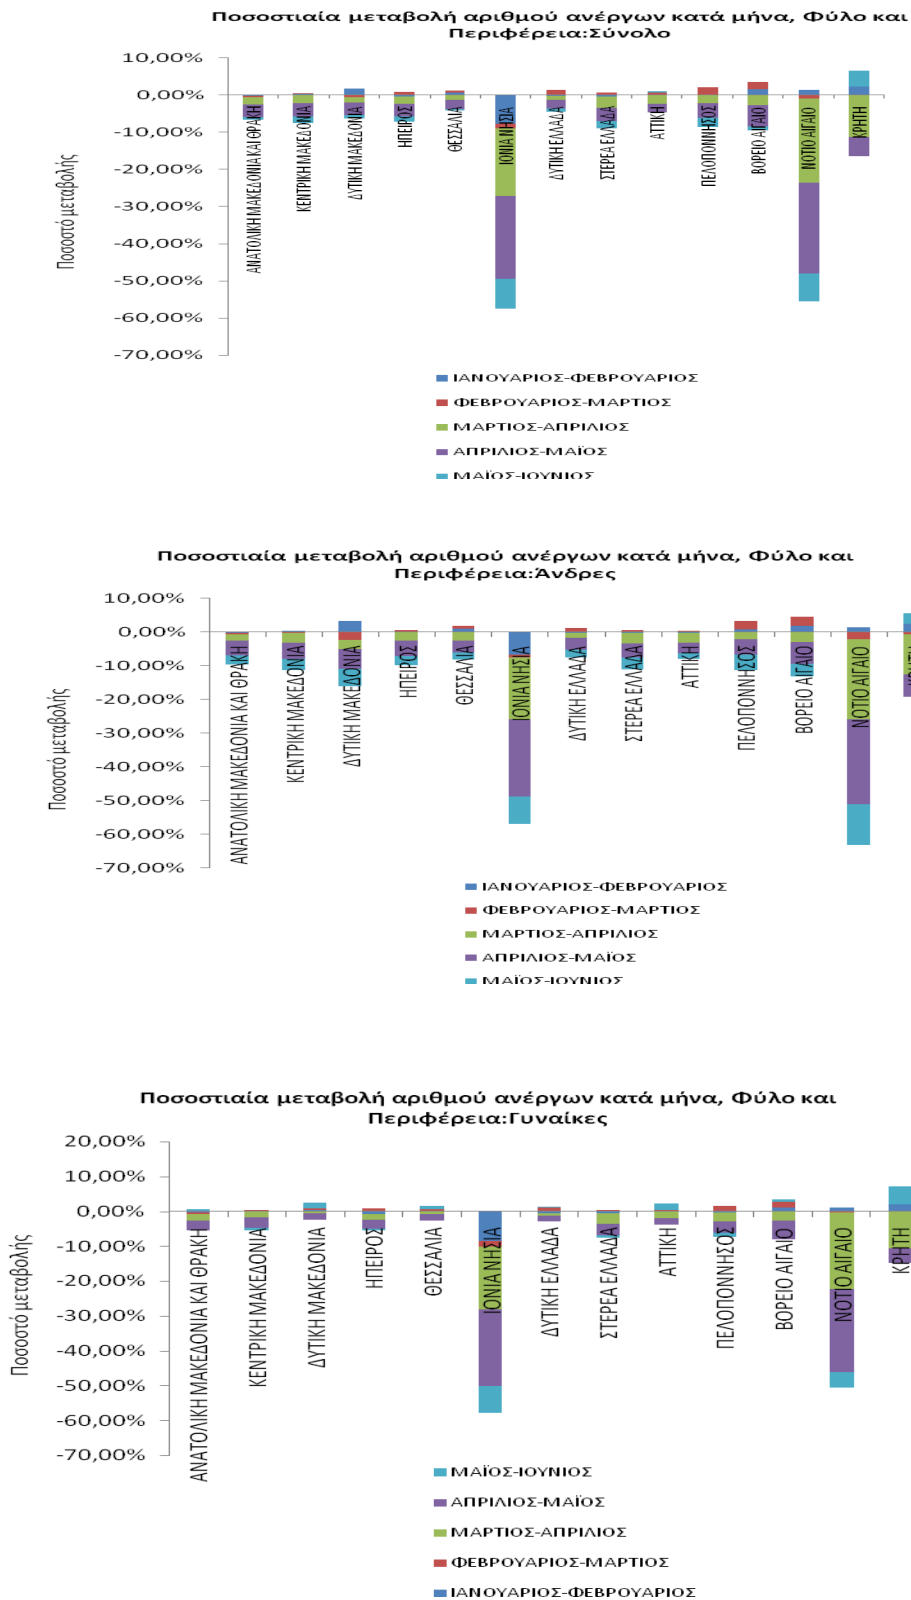 Ποσοστιαία μεταβολή αριθμού ανέργων κατά μήνα, Φύλο και
Περιφέρεια:Σύνολο
10,00%
0,00%
-10,00%
-20,00%
-30,00%
-40,00%
-50,00%
-60,00%
-70,00%
Ποσοστό μεταβολής
ΑΝΑΤΟΛΙΚΗ ΜΑΚΕΔΟΝΙΑ ΚΑΙ ΘΡΑΚΗ
ΚΕΝΤΡΙΚΗ ΜΑΚΕΔΟΝΙΑ
ΔΥΤΙΚΗ ΜΑΚΕΔΟΝΙΑ
ΗΠΕΙΡΟΣ
ΘΕΣΣΑΛΙΑ
ΙΟΝΙΑ ΝΗΣΙΑ
ΔΥΤΙΚΗ ΕΛΛΑΔΑ
ΣΤΕΡΕΑ ΕΛΛΑΔΑ
ΑΤΤΙΚΗ
ΠΕΛΟΠΟΝΝΗΣΟΣ
ΒΟΡΕΙΟ ΑΙΓΑΙΟ
ΝΟΤΙΟ ΑΙΓΑΙΟ
ΚΡΗΤΗ
ΙΑΝΟΥΑΡΙΟΣ-ΦΕΒΡΟΥΑΡΙΟΣ
ΦΕΒΡΟΥΑΡΙΟΣ-ΜΑΡΤΙΟΣ
ΜΑΡΤΙΟΣ-ΑΠΡΙΛΙΟΣ
ΑΠΡΙΛΙΟΣ-ΜΑΪΟΣ
ΜΑΪΟΣ-ΙΟΥΝΙΟΣ
Ποσοστιαία μεταβολή αριθμού ανέργων κατά μήνα, Φύλο και
Περιφέρεια:Άνδρες
10,00%
0,00%
-10,00%
-20,00%
-30,00%
-40,00%
-50,00%
-60,00%
-70,00%
Ποσοστό μεταβολής
ΑΝΑΤΟΛΙΚΗ ΜΑΚΕΔΟΝΙΑ ΚΑΙ ΘΡΑΚΗ
ΚΕΝΤΡΙΚΗ ΜΑΚΕΔΟΝΙΑ
ΔΥΤΙΚΗ ΜΑΚΕΔΟΝΙΑ
ΗΠΕΙΡΟΣ
ΘΕΣΣΑΛΙΑ
ΙΟΝΙΑ ΝΗΣΙΑ
ΔΥΤΙΚΗ ΕΛΛΑΔΑ
ΣΤΕΡΕΑ ΕΛΛΑΔΑ
ΑΤΤΙΚΗ
ΠΕΛΟΠΟΝΝΗΣΟΣ
ΒΟΡΕΙΟ ΑΙΓΑΙΟ
ΝΟΤΙΟ ΑΙΓΑΙΟ
ΙΑΝΟΥΑΡΙΟΣ-ΦΕΒΡΟΥΑΡΙΟΣ
ΦΕΒΡΟΥΑΡΙΟΣ-ΜΑΡΤΙΟΣ
ΜΑΡΤΙΟΣ-ΑΠΡΙΛΙΟΣ
ΑΠΡΙΛΙΟΣ-ΜΑΪΟΣ
ΜΑΪΟΣ-ΙΟΥΝΙΟΣ
Ποσοστιαία μεταβολή αριθμού ανέργων κατά μήνα, Φύλο και
Περιφέρεια:Γυναίκες
20,00%
10,00%
0,00%
-10,00%
-20,00%
-30,00%
-40,00%
-50,00%
-60,00%
-70,00%
Ποσοστό μεταβολής
ΑΝΑΤΟΛΙΚΗ ΜΑΚΕΔΟΝΙΑ ΚΑΙ ΘΡΑΚΗ
ΚΕΝΤΡΙΚΗ ΜΑΚΕΔΟΝΙΑ
ΔΥΤΙΚΗ ΜΑΚΕΔΟΝΙΑ
ΗΠΕΙΡΟΣ
ΘΕΣΣΑΛΙΑ
ΙΟΝΙΑ ΝΗΣΙΑ
ΔΥΤΙΚΗ ΕΛΛΑΔΑ
ΣΤΕΡΕΑ ΕΛΛΑΔΑ
ΑΤΤΙΚΗ
ΠΕΛΟΠΟΝΝΗΣΟΣ
ΒΟΡΕΙΟ ΑΙΓΑΙΟ
ΝΟΤΙΟ ΑΙΓΑΙΟ
ΚΡΗΤΗ
ΜΑΪΟΣ-ΙΟΥΝΙΟΣ
ΑΠΡΙΛΙΟΣ-ΜΑΪΟΣ
ΜΑΡΤΙΟΣ-ΑΠΡΙΛΙΟΣ
ΦΕΒΡΟΥΑΡΙΟΣ-ΜΑΡΤΙΟΣ
ΙΑΝΟΥΑΡΙΟΣ-ΦΕΒΡΟΥΑΡΙΟΣ